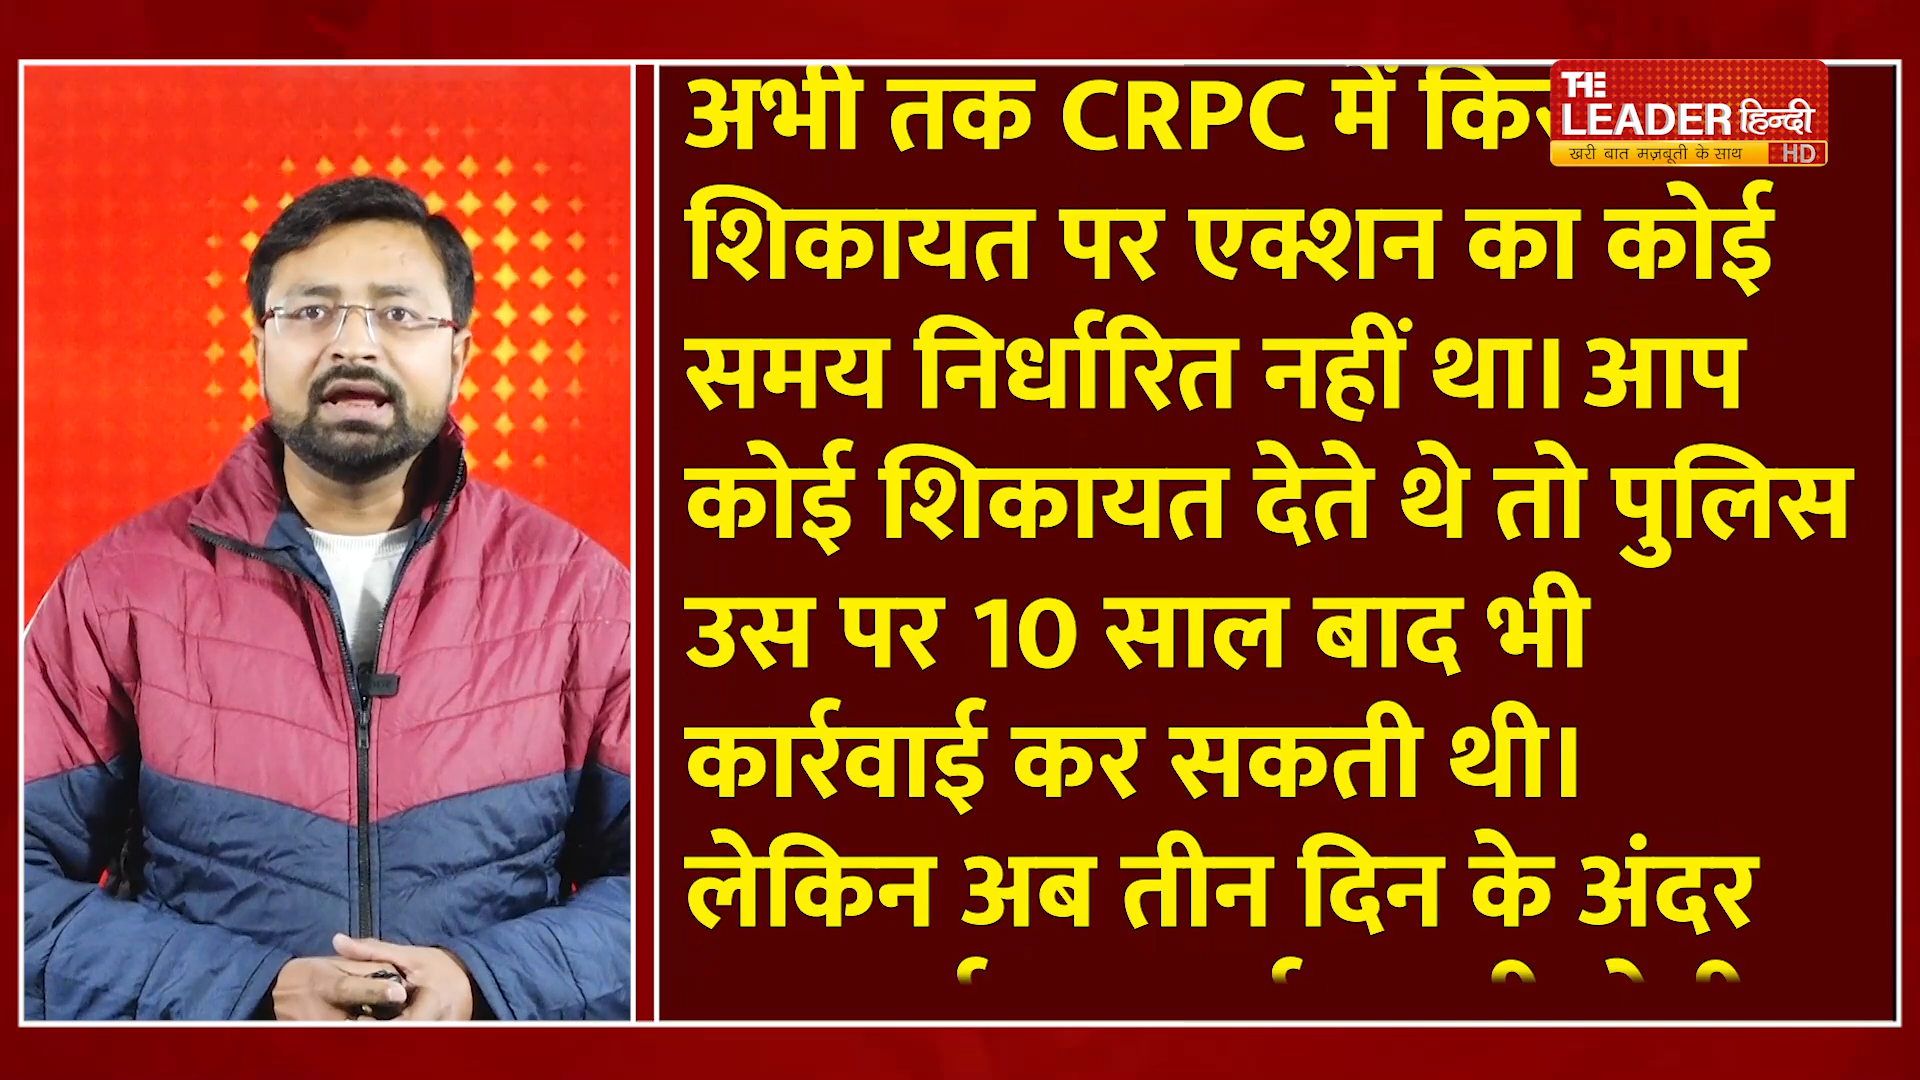 अभी तक CRPC में
THE
LEADER हिन्दी
खरी बात मज़बूती के साथ HD
शिकायत पर एक्शन का कोई
समय निर्धारित नहीं था। आप
कोई शिकायत देते थे तो पुलिस
उस पर 10 साल बाद भी
कार्रवाई कर सकती थी।
लेकिन अब तीन दिन के अंदर